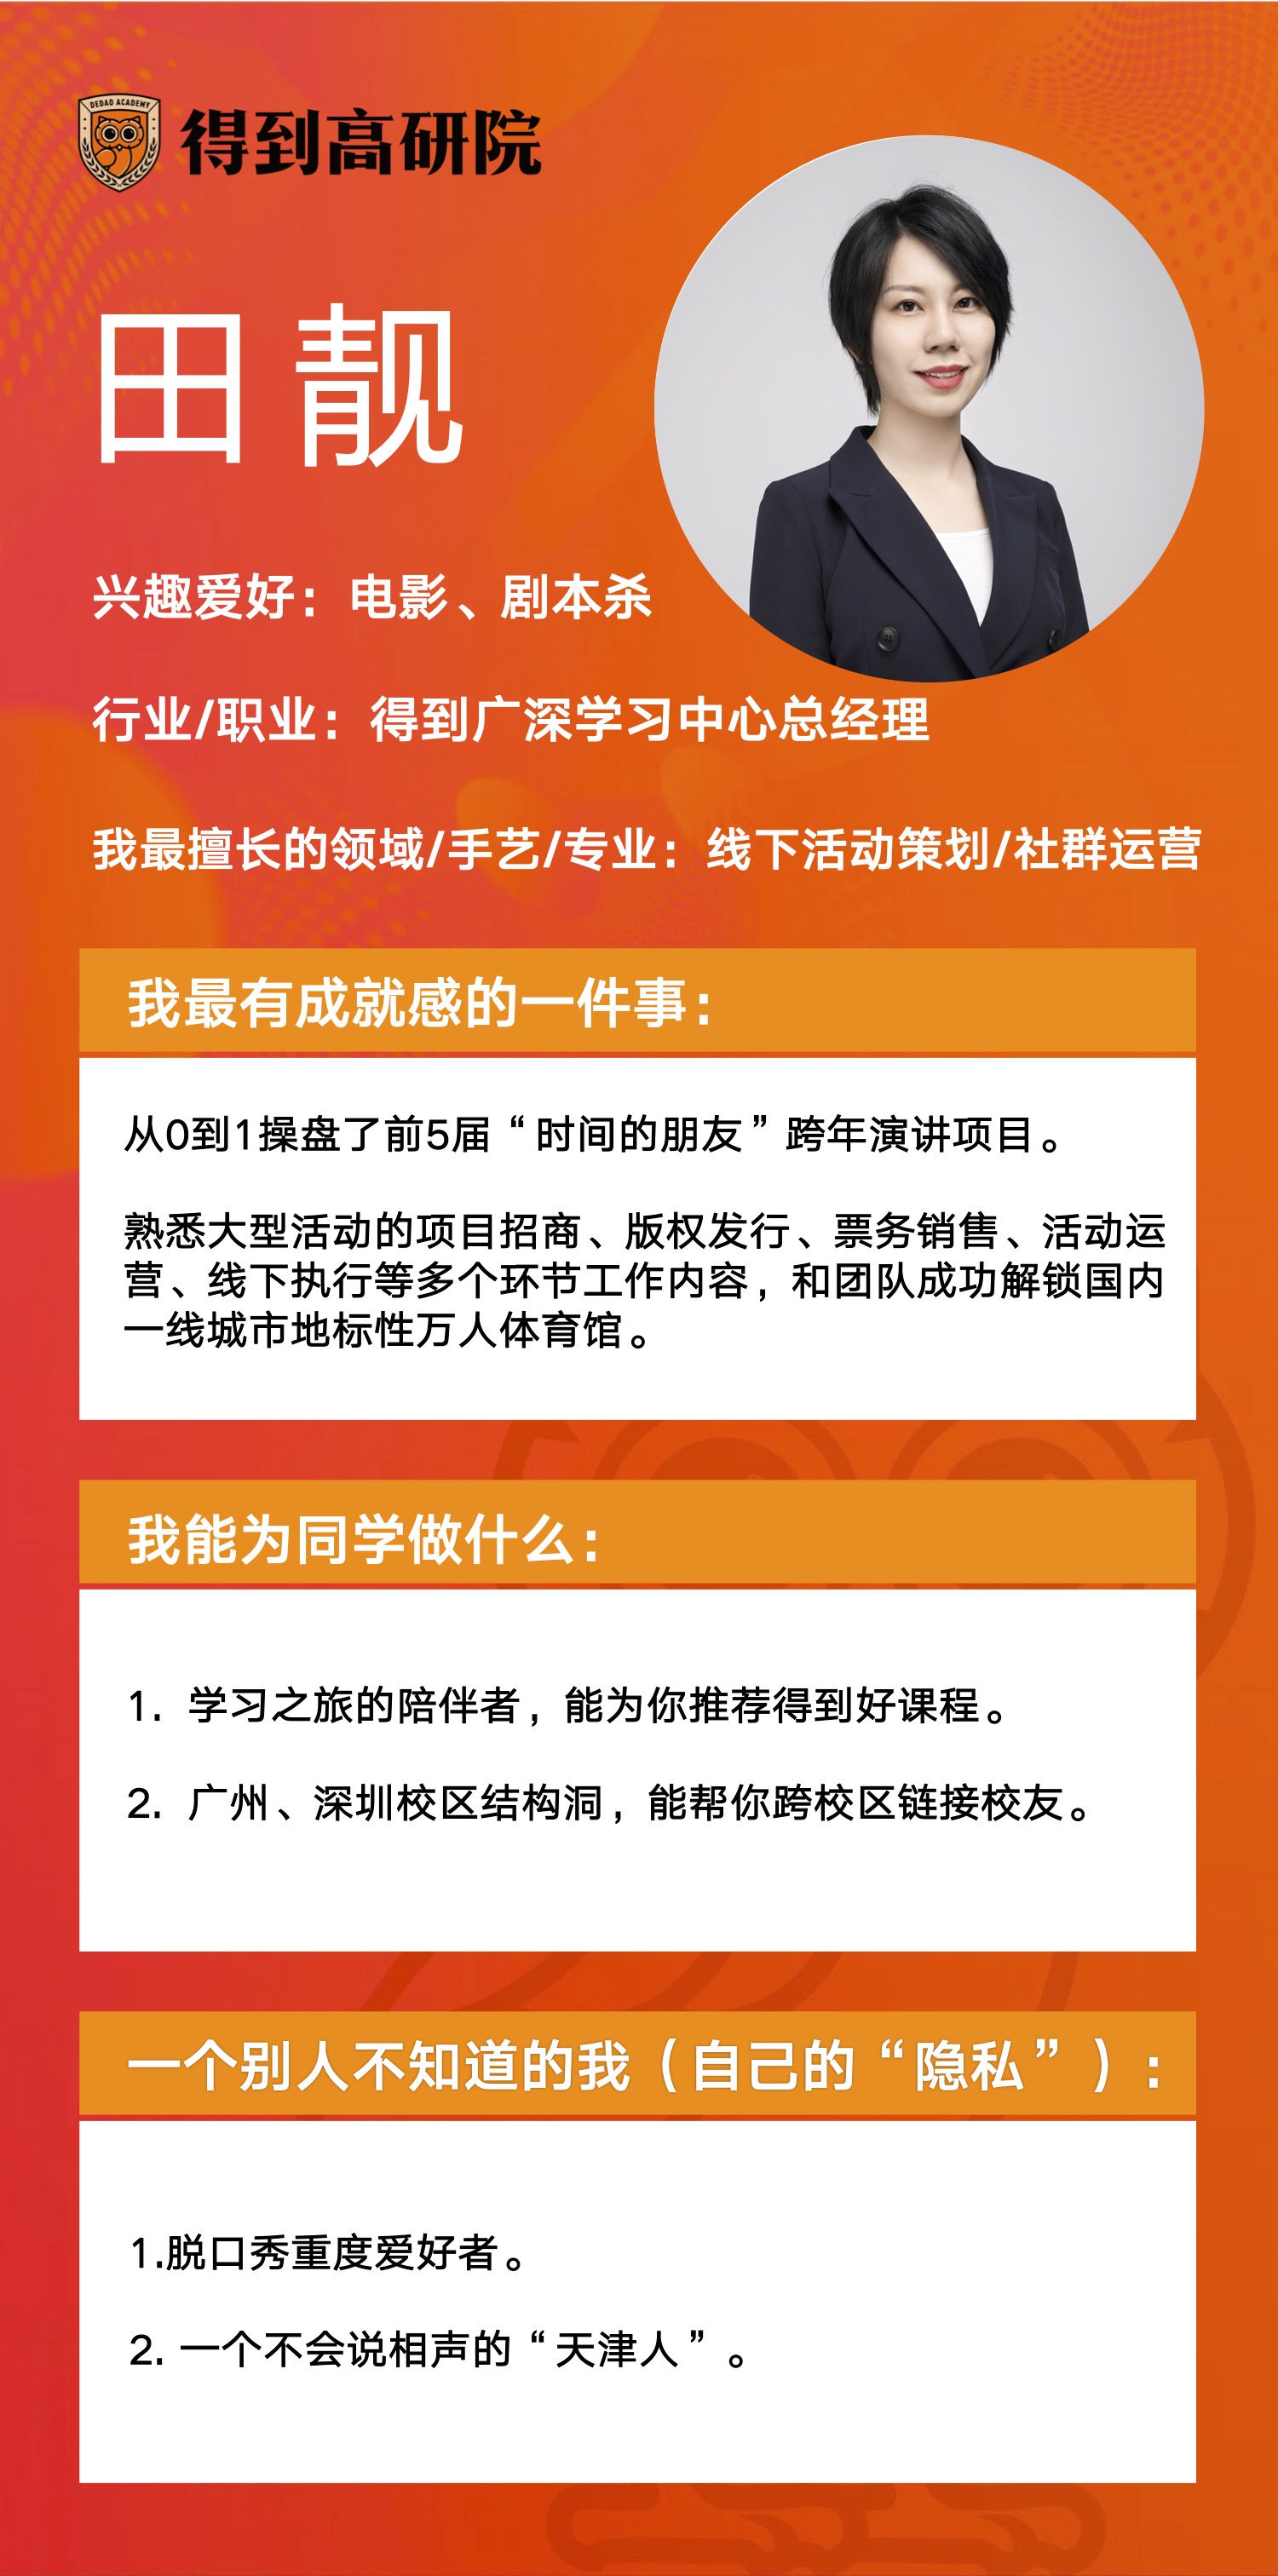 DEDAO ACADEMY
得到高研院
田靓
兴趣爱好：电影、剧本杀
行业/职业：得到广深学习中心总经理
我最擅长的领域/手艺/专业：线下活动策划/社群运营
我最有成就感的一件事：
从0到1操盘了前5届“时间的朋友”跨年演讲项目。
熟悉大型活动的项目招商、版权发行、票务销售、活动运
营、线下执行等多个环节工作内容，和团队成功解锁国内
一线城市地标性万人体育馆。
我能为同学做什么：
1. 学习之旅的陪伴者，能为你推荐得到好课程。
2. 广州、深圳校区结构洞，能帮你跨校区链接校友。
一个别人不知道的我（自己的“隐私”）：
1.脱口秀重度爱好者。
2. 一个不会说相声的“天津人”。